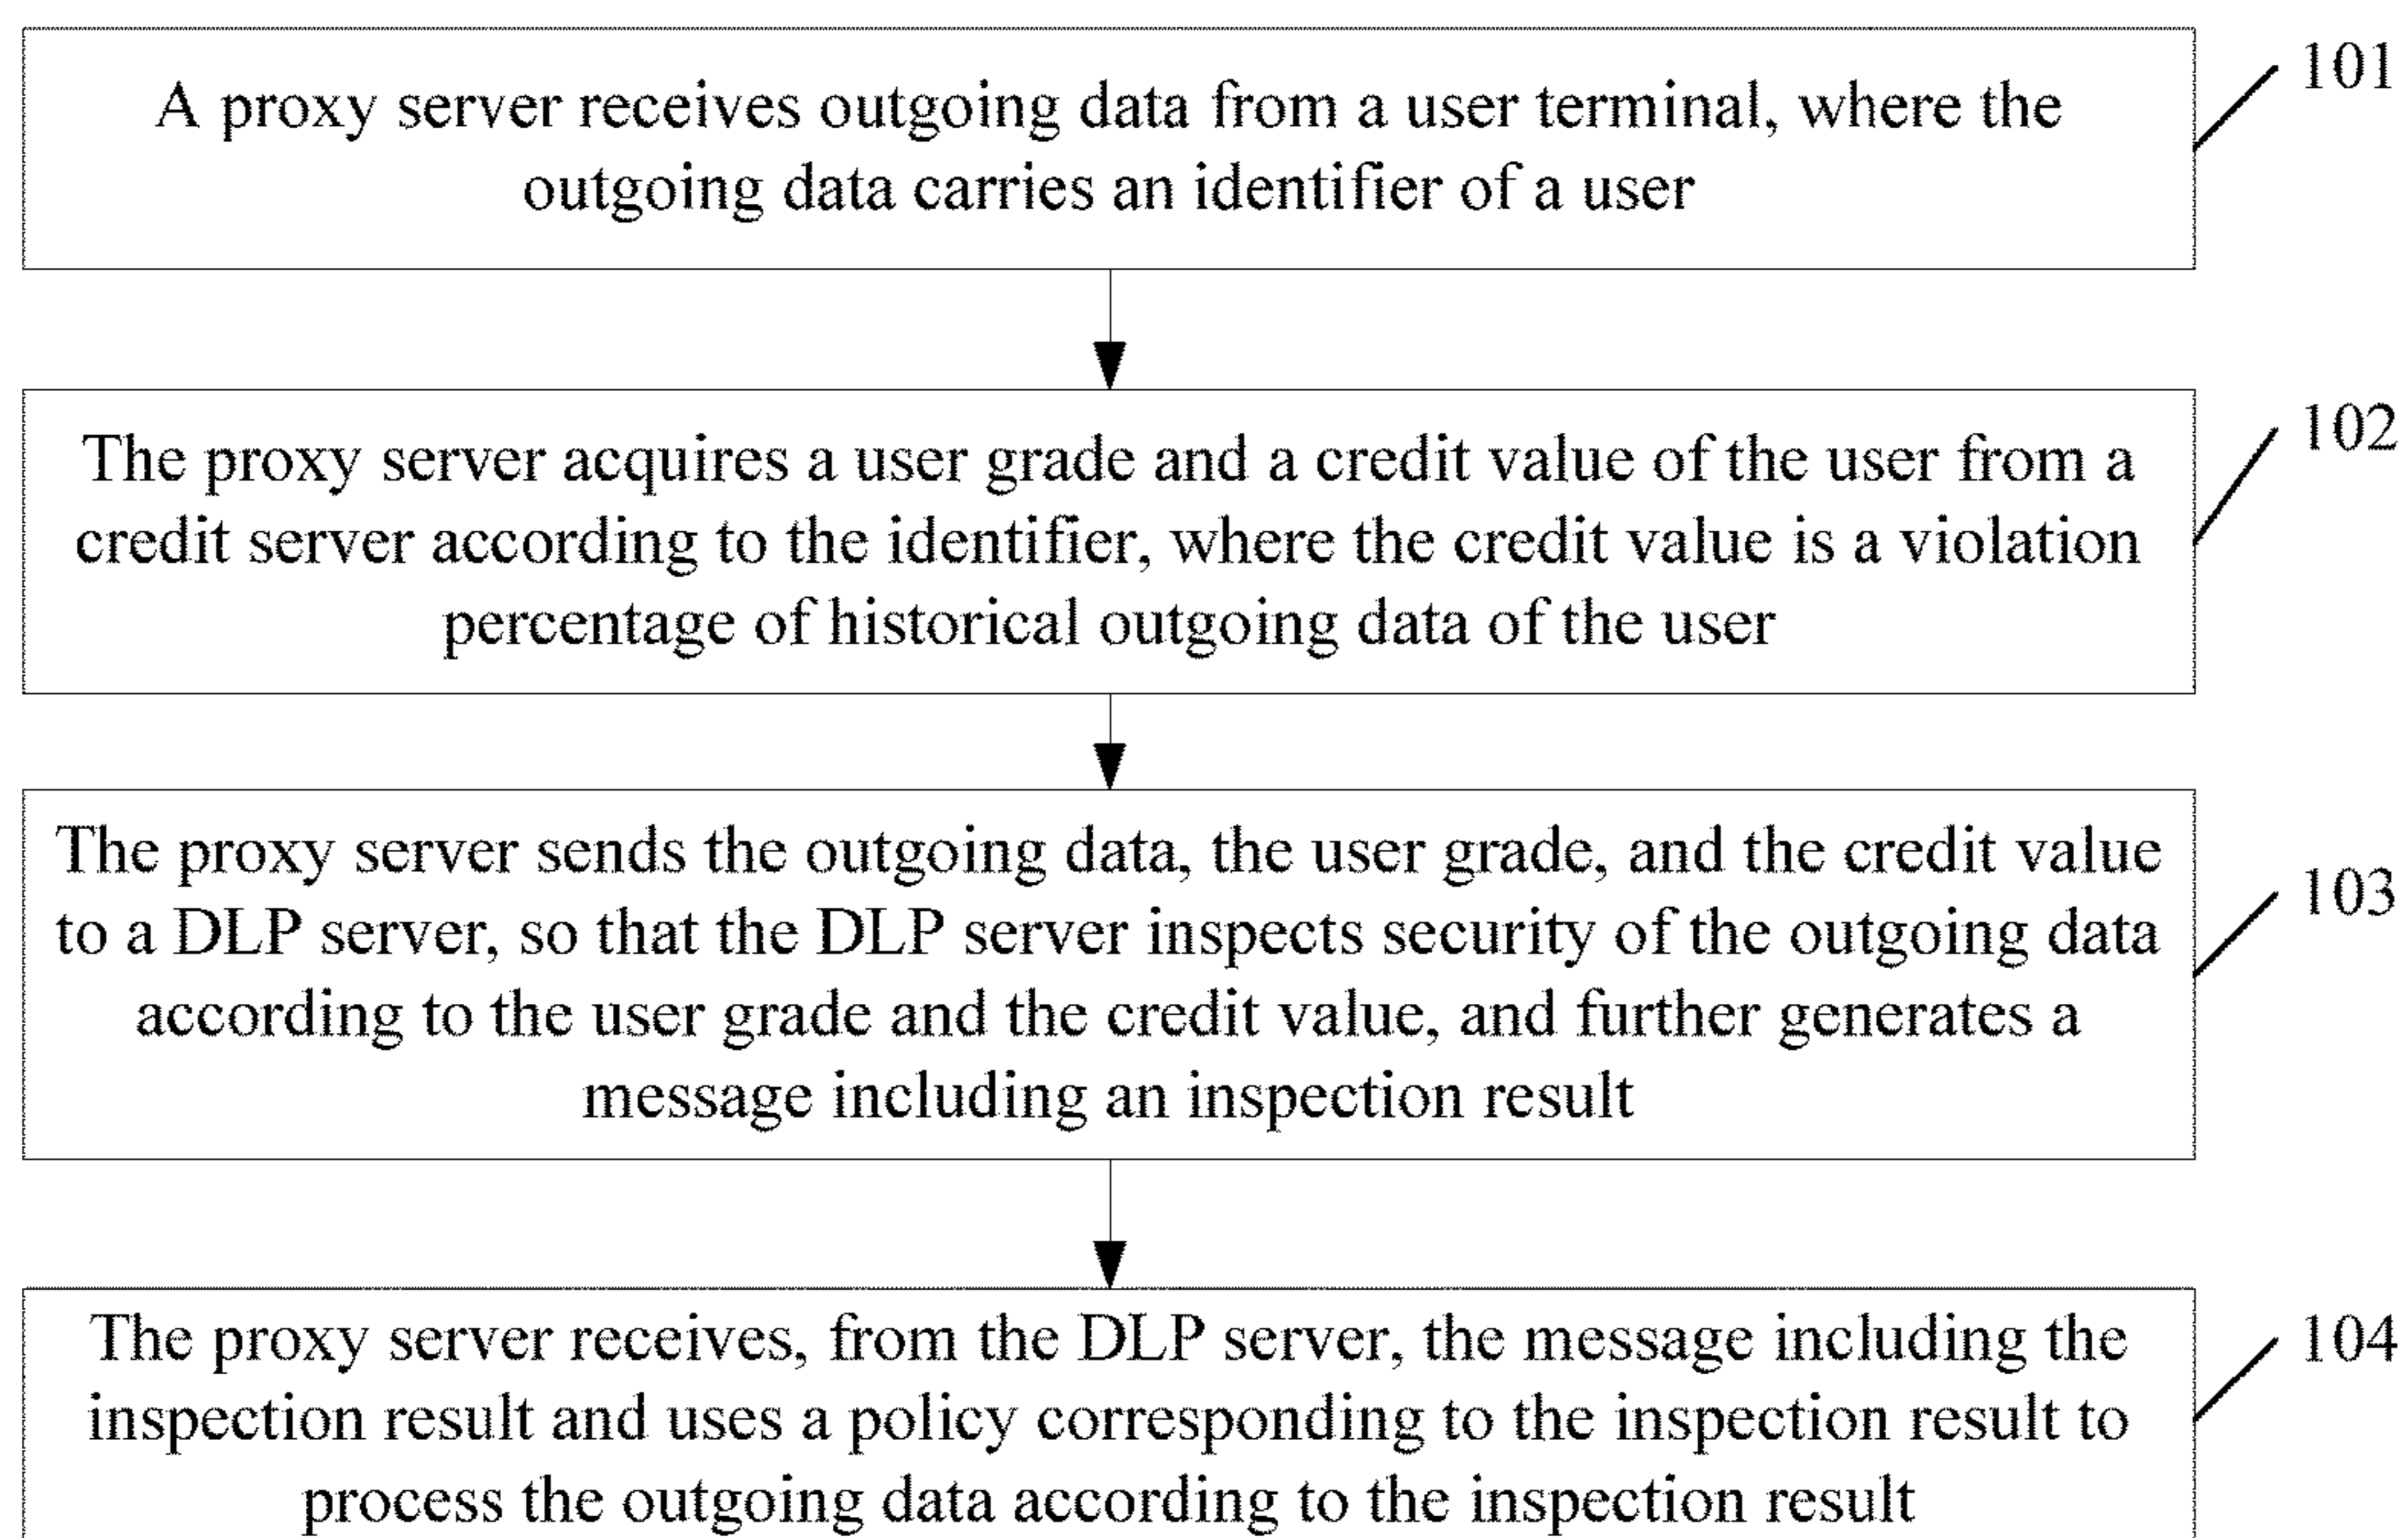 A proxy server receives outgoing data from a user terminal, where the
outgoing data carries an identifier of a user
101
The proxy server acquires a user grade and a credit value of the user from a
credit server according to the identifier, where the credit value is a violation
percentage of historical outgoing data of the user
102
The proxy server sends the outgoing data, the user grade, and the credit value
to a DLP server, so that the DLP server inspects security of the outgoing data
according to the user grade and the credit value, and further generates a
message including an inspection result
103
The proxy server receives, from the DLP server, the message including the
inspection result and uses a policy corresponding to the inspection result to
process the outgoing data according to the inspection result
104